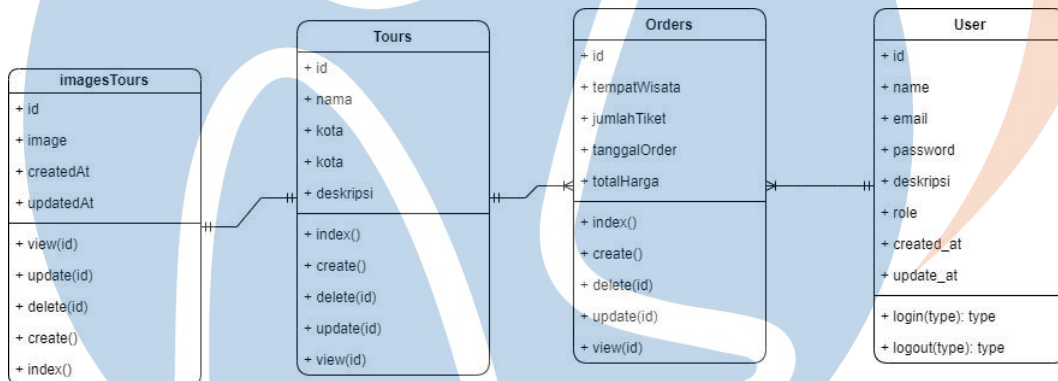 imagesTours
+ id
+ image
+ createdAt
+ updatedAt
+ view(id)
+ update(id)
+ delete(id)
+ create()
+ index()
Tours
+ id
+ nama
+ kota
+ kota
+ deskripsi
+ index()
+ create()
+ delete(id)
+ update(id)
+ view(id)
Orders
+ id
+ tempatWisata
+ jumlahTiket
+ tanggalOrder
+ totalHarga
+ index()
+ create()
+ delete(id)
+ update(id)
+ view(id)
User
+ id
+ name
+ email
+ password
+ deskripsi
+ role
+ created_at
+ update_at
+ login(type): type
+ logout(type): type